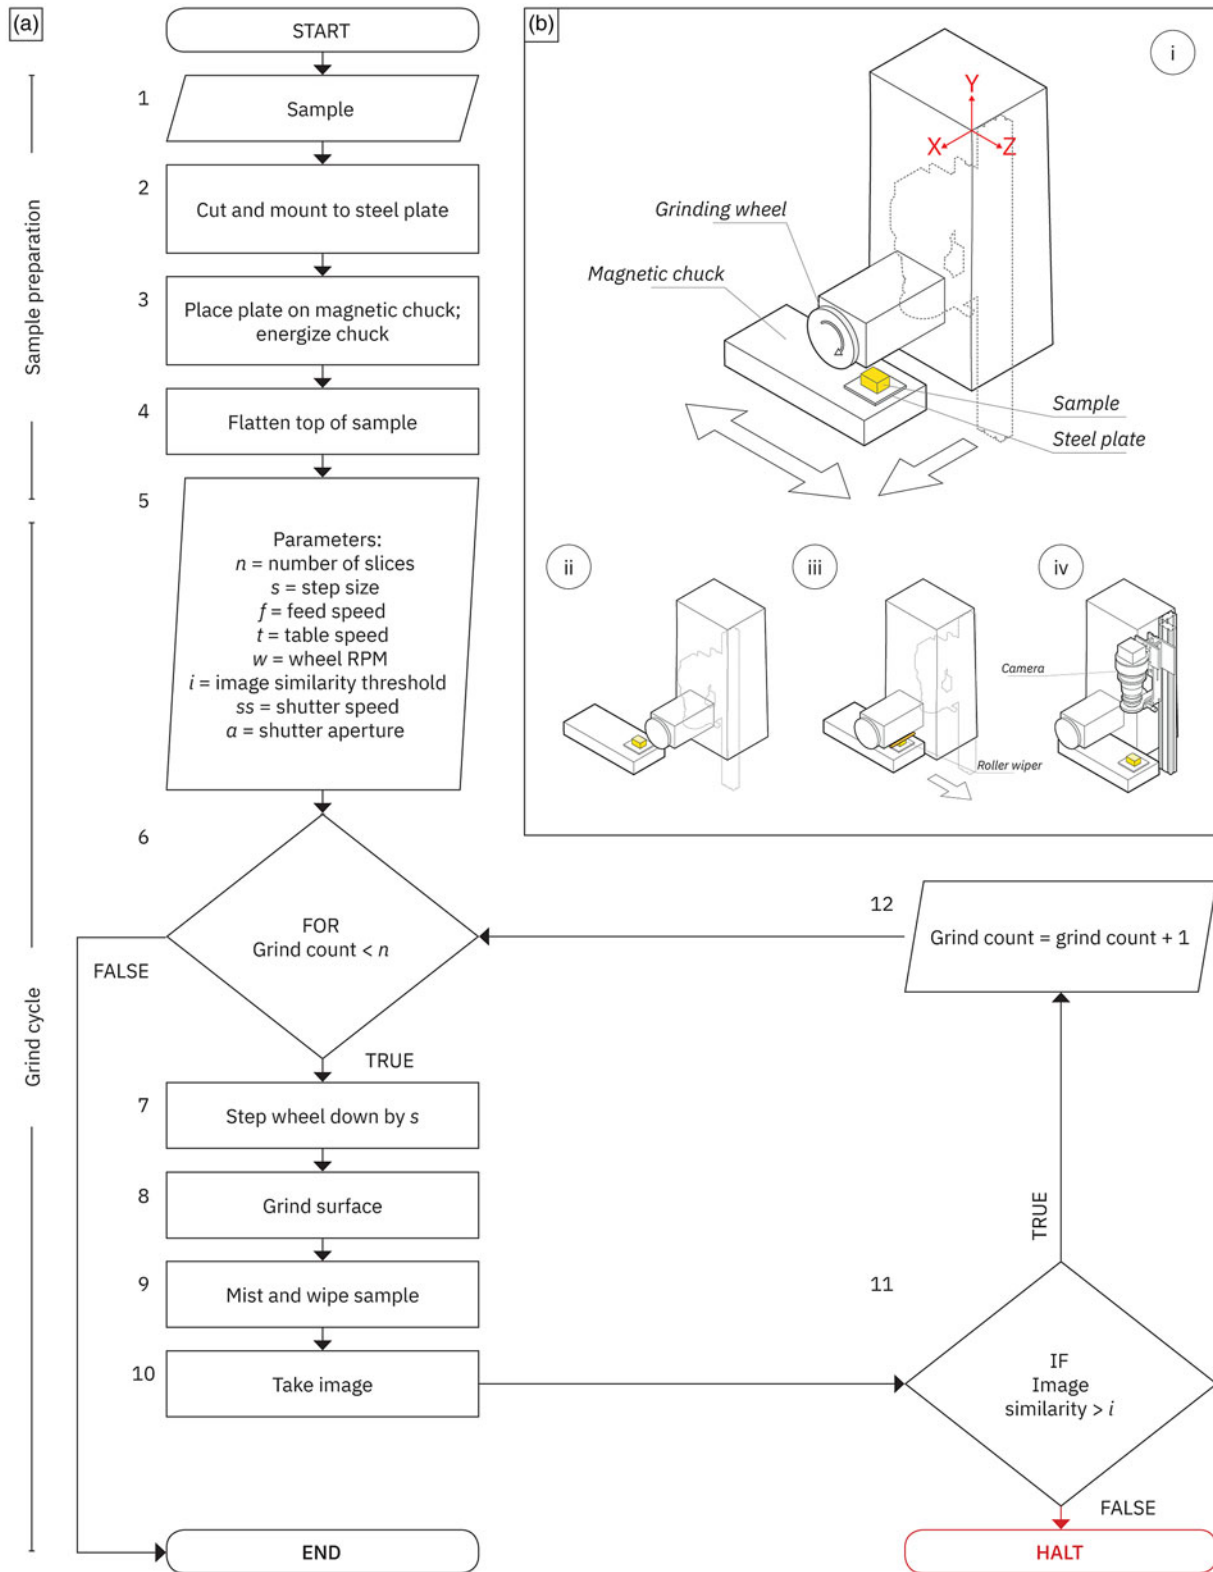 (a)
START
Sample preparation
1
Sample
2
Cut and mount to steel plate
3
Place plate on magnetic chuck;
energize chuck
4
Flatten top of sample
Grind cycle
5
Parameters:
n = number of slices
s = step size
f = feed speed
t = table speed
w = wheel RPM
i = image similarity threshold
ss = shutter speed
a = shutter aperture
6
FOR
Grind count < n
FALSE
TRUE
7
Step wheel down by s
8
Grind surface
9
Mist and wipe sample
10
Take image
END
11
IF
Image
similarity > i
TRUE
FALSE
HALT
12
Grind count = grind count + 1
(b)
i
Y
X
Z
Grinding wheel
Magnetic chuck
Sample
Steel plate
ii
iii
Roller wiper
iv
Camera